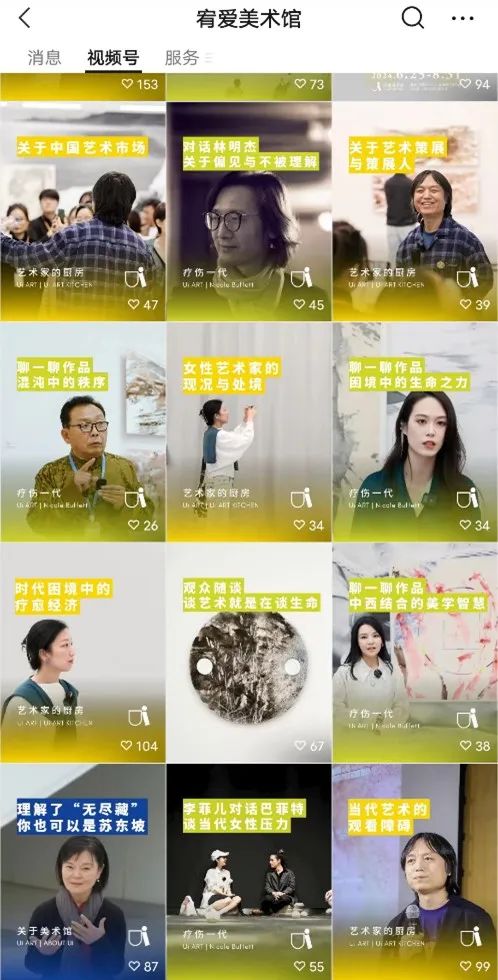 宥爱美术馆
消息
视频号
服务
153
73
2024.6.25-8.31
94
关于中国艺术市场
艺术家的厨房
Ui ART | Ui ART KITCHEN
47
对话林明杰
关于偏见与不被理解
疗伤一代
Ui ART | Nicole Buffett
45
关于艺术策展
与策展人
艺术家的厨房
Ui ART | Ui ART KITCHEN
39
聊一聊作品
混沌中的秩序
疗伤一代
Ui ART | Nicole Buffett
26
女性艺术家的
现况与处境
艺术家的厨房
Ui ART | Ui ART KITCHEN
34
聊一聊作品
困境中的生命之力
疗伤一代
Ui ART | Nicole Buffett
34
时代困境中的
疗愈经济
艺术家的厨房
Ui ART | Ui ART KITCHEN
104
观众随谈
谈艺术就是在谈生命
67
聊一聊作品
中西结合的美学智慧
疗伤一代
Ui ART | Nicole Buffett
38
理解了“无尽藏”
你也可以是苏东坡
关于美术馆
Ui ART | ABOUT UI
87
李菲儿对话巴菲特
谈当代女性压力
疗伤一代
Ui ART | Nicole Buffett
55
当代艺术的
观看障碍
艺术家的厨房
Ui ART | Ui ART KITCHEN
99